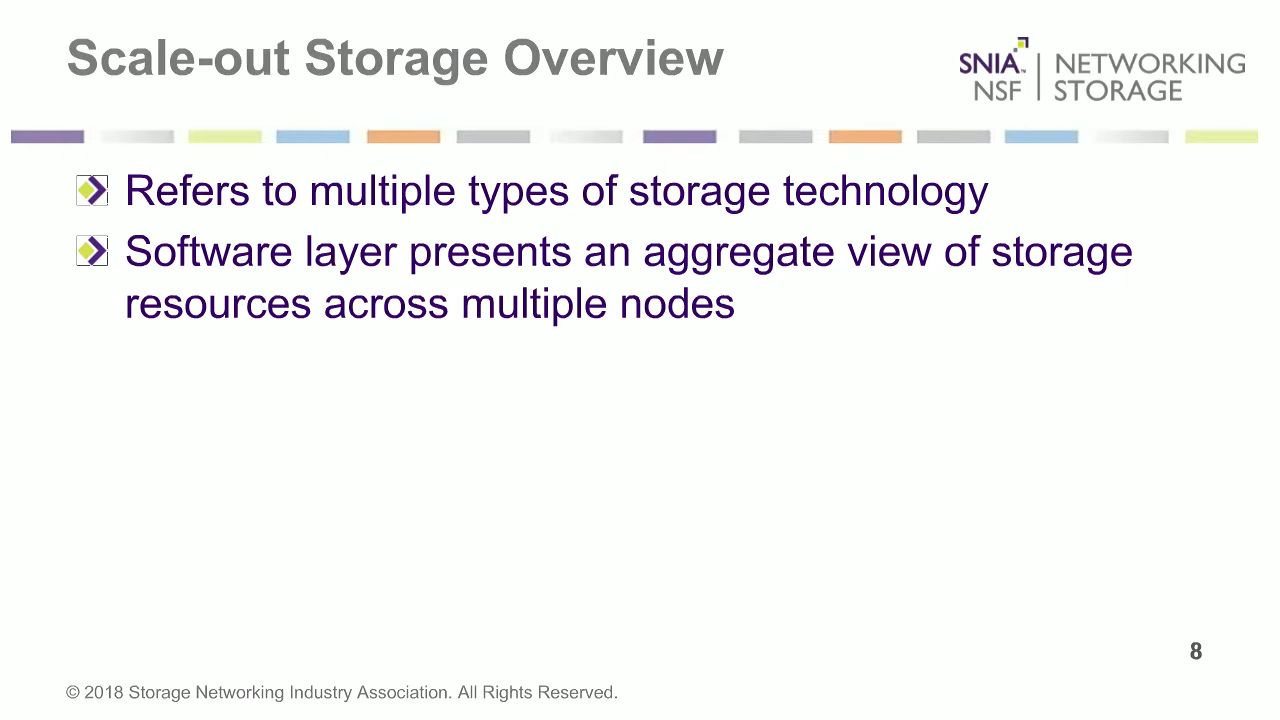 Scale-out Storage Overview
SNIA™ NETWORKING
NSF STORAGE
Refers to multiple types of storage technology
Software layer presents an aggregate view of storage
resources across multiple nodes
8
© 2018 Storage Networking Industry Association. All Rights Reserved.